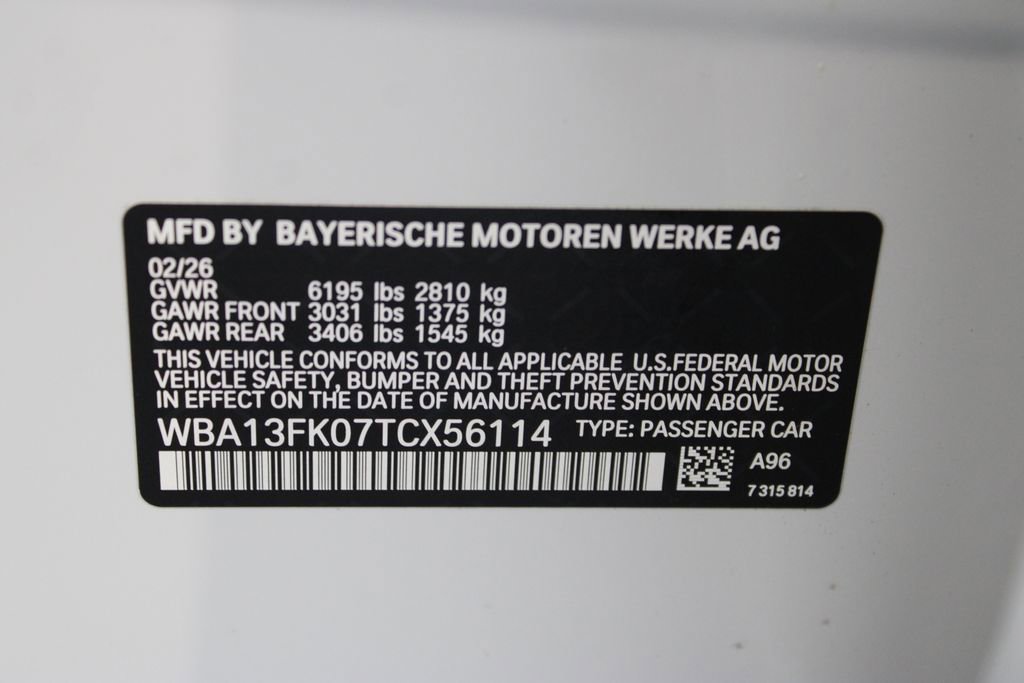 MFD BY BAYERISCHE MOTOREN WERKE AG
02/26
GVWR 6195 lbs 2810 kg
GAWR FRONT 3031 lbs 1375 kg
GAWR REAR 3406 lbs 1545 kg
THIS VEHICLE CONFORMS TO ALL APPLICABLE U.S.FEDERAL MOTOR
VEHICLE SAFETY, BUMPER AND THEFT PREVENTION STANDARDS
IN EFFECT ON THE DATE OF MANUFACTURE SHOWN ABOVE.
WBA13FK07TCX56114 TYPE: PASSENGER CAR
A96
7 315 814